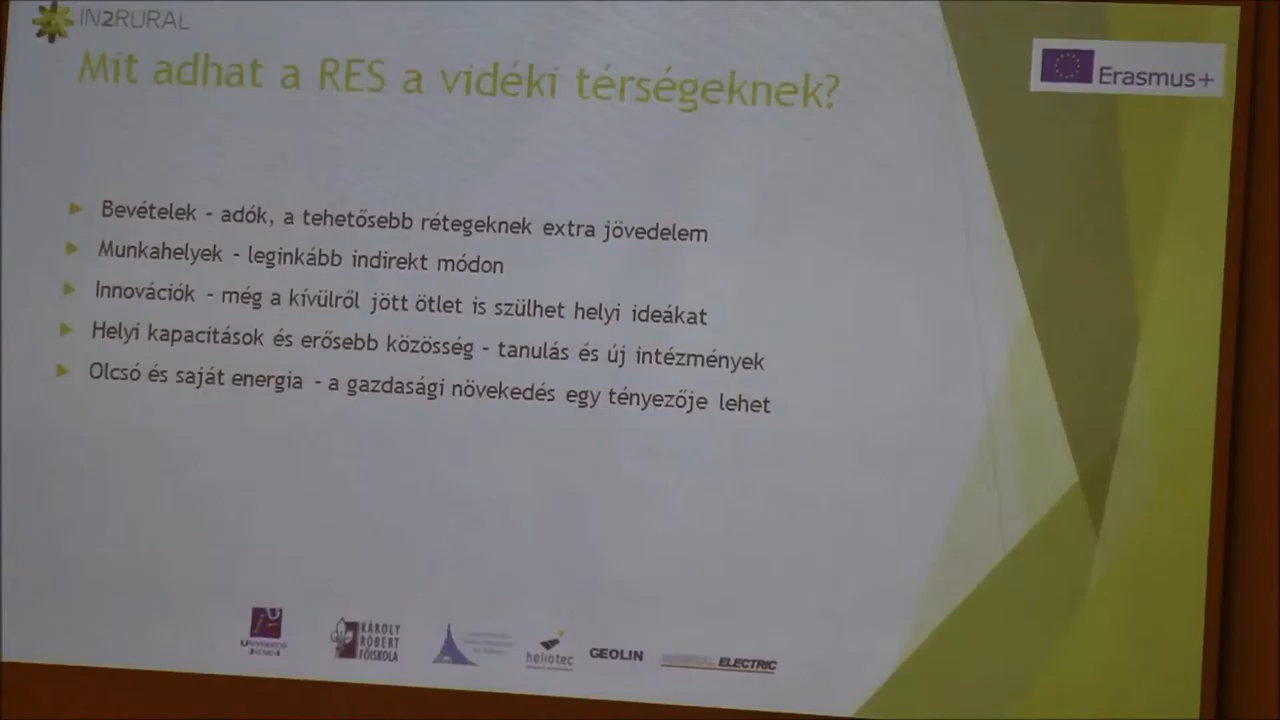 IN2RURAL
Mit adhat a RES a vidéki térségeknek?
Erasmus+
Bevételek - adók, a tehetősebb rétegeknek extra jövedelem
Munkahelyek - leginkább indirekt módon
Innovációk - még a kívülről jött ötlet is szülhet helyi ideákat
Helyi kapacitások és erősebb közösség - tanulás és új intézmények
Olcsó és saját energia - a gazdasági növekedés egy tényezője lehet
KÁROLY
RÓBERT
FŐISKOLA
heliotec
GEOLIN
ELECTRIC